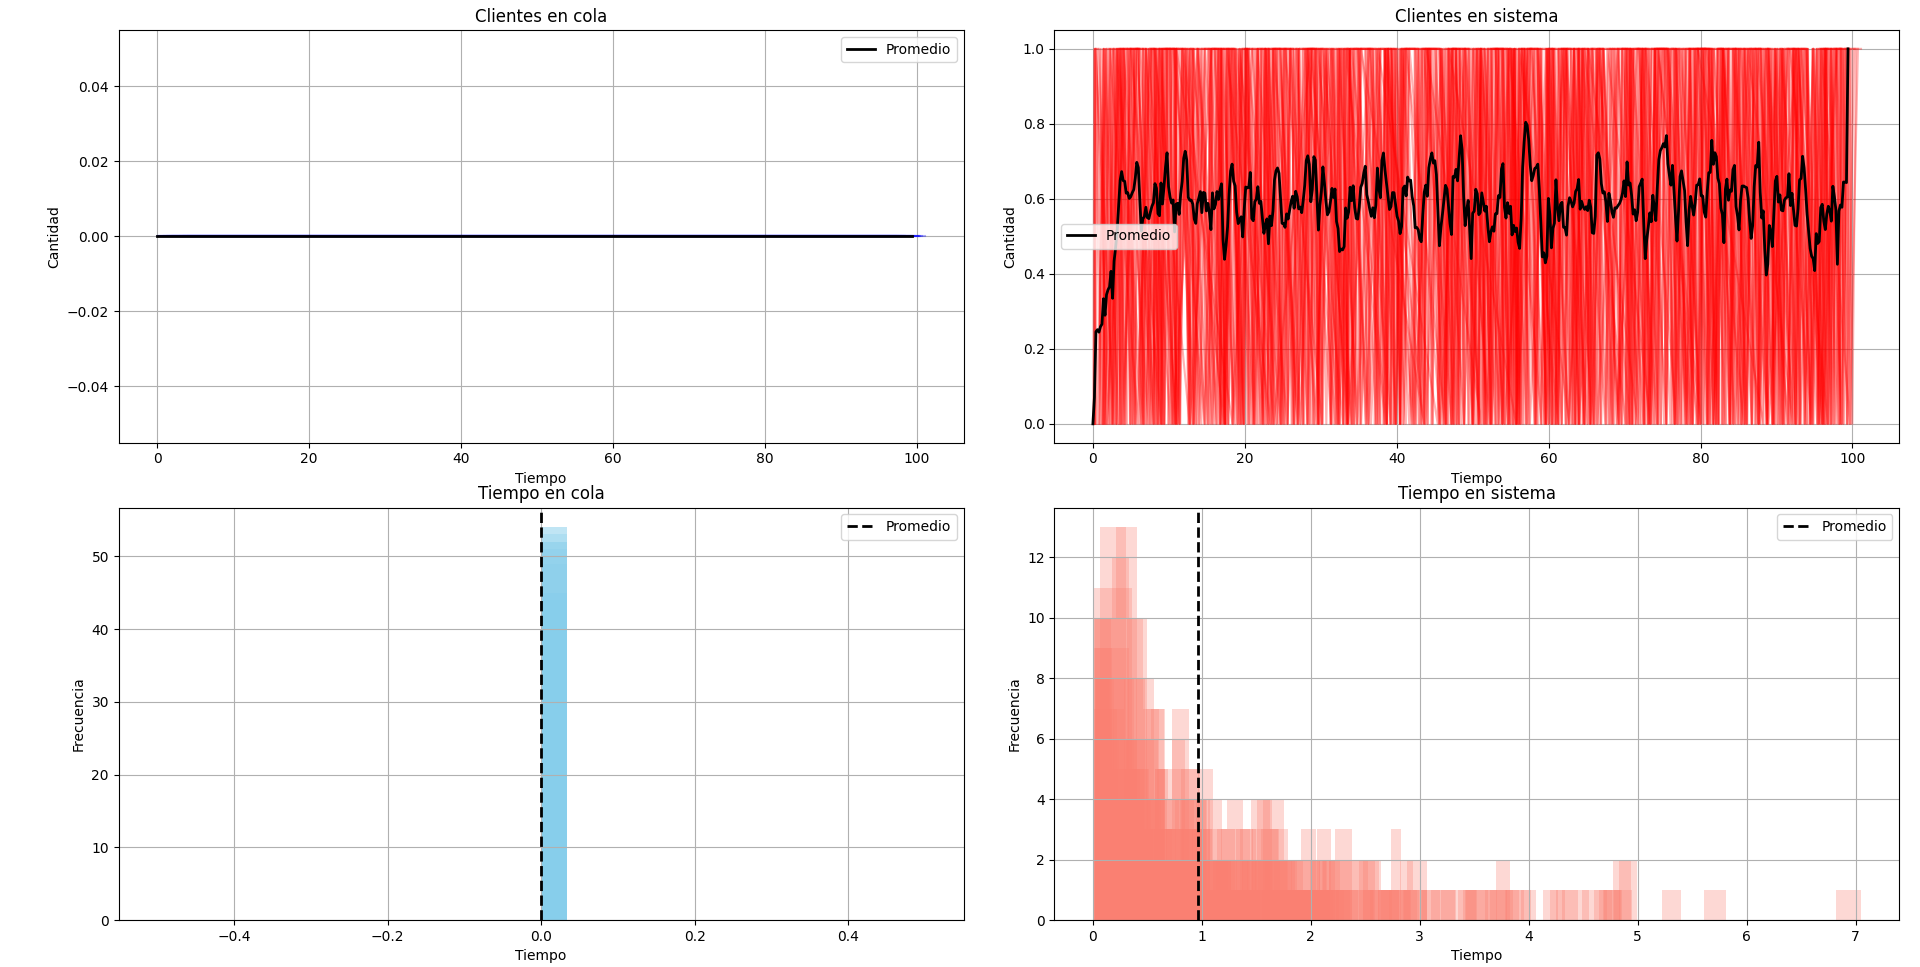 Clientes en cola
Promedio
0.04
0.02
0.00
−0.02
−0.04
Cantidad
0 20 40 60 80 100
Tiempo
Clientes en sistema
1.0
0.8
0.6
0.4
0.2
0.0
Promedio
Cantidad
0 20 40 60 80 100
Tiempo
Tiempo en cola
Promedio
50
40
30
20
10
0
Frecuencia
−0.4 −0.2 0.0 0.2 0.4
Tiempo
Tiempo en sistema
Promedio
12
10
8
6
4
2
0
Frecuencia
0 1 2 3 4 5 6 7
Tiempo